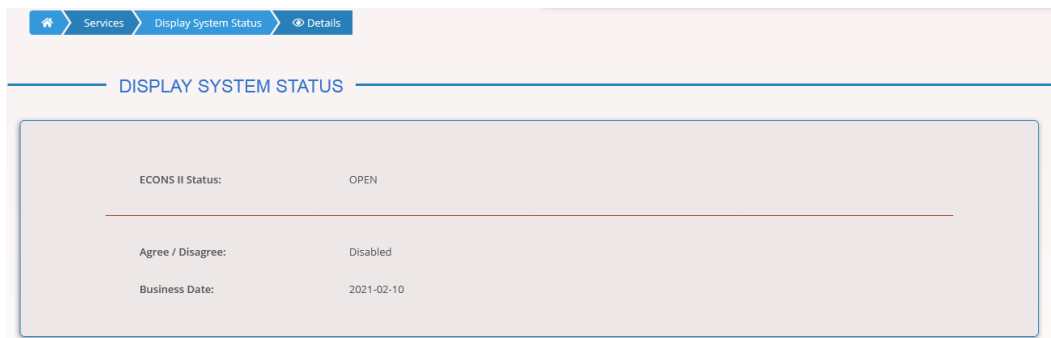 Services Display System Status Details
DISPLAY SYSTEM STATUS
ECONS II Status: OPEN
Agree / Disagree: Disabled
Business Date: 2021-02-10